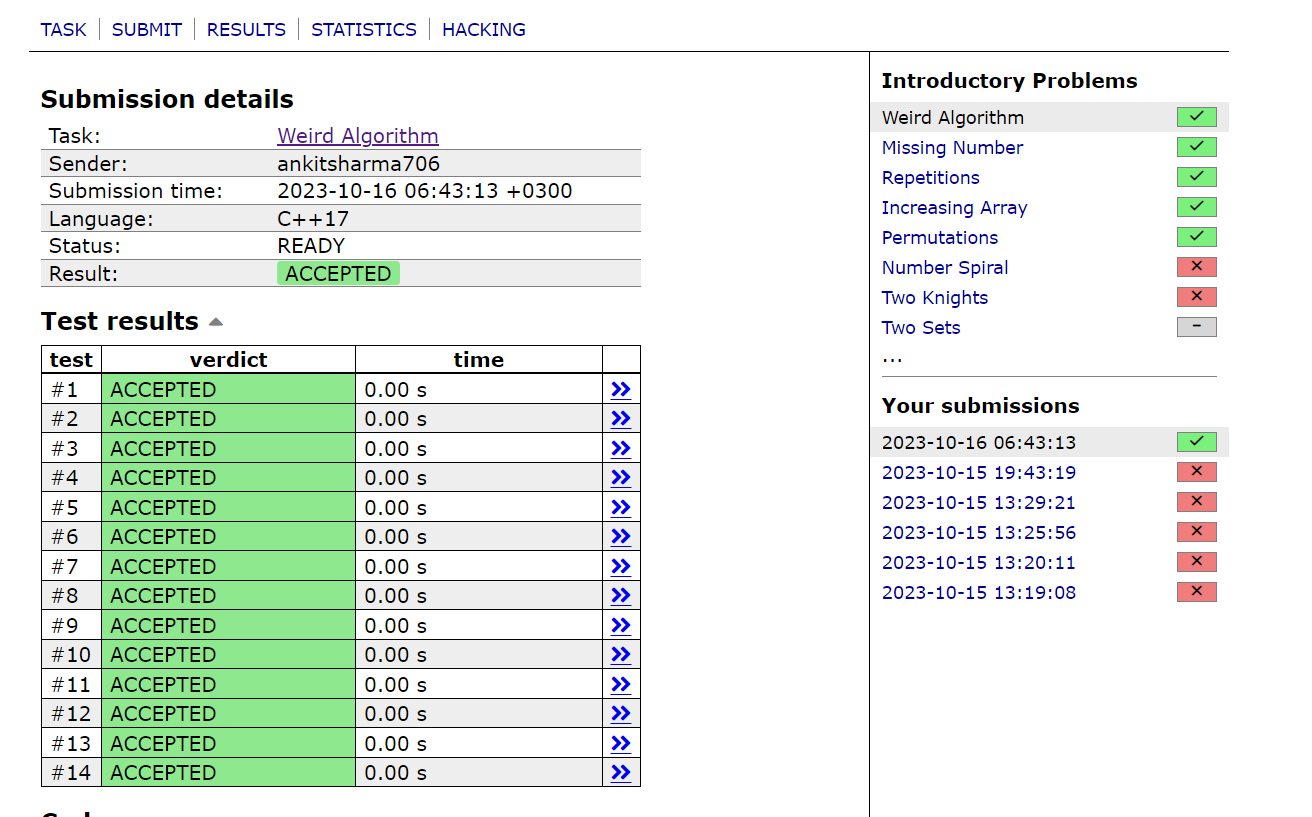 TASK | SUBMIT | RESULTS | STATISTICS | HACKING
Submission details
Task: Weird Algorithm
Sender: ankitsharma706
Submission time: 2023-10-16 06:43:13 +0300
Language: C++17
Status: READY
Result: ACCEPTED
Test results
test verdict time
#1 ACCEPTED 0.00 s >>
#2 ACCEPTED 0.00 s >>
#3 ACCEPTED 0.00 s >>
#4 ACCEPTED 0.00 s >>
#5 ACCEPTED 0.00 s >>
#6 ACCEPTED 0.00 s >>
#7 ACCEPTED 0.00 s >>
#8 ACCEPTED 0.00 s >>
#9 ACCEPTED 0.00 s >>
#10 ACCEPTED 0.00 s >>
#11 ACCEPTED 0.00 s >>
#12 ACCEPTED 0.00 s >>
#13 ACCEPTED 0.00 s >>
#14 ACCEPTED 0.00 s >>
Introductory Problems
Weird Algorithm ✓
Missing Number ✓
Repetitions ✓
Increasing Array ✓
Permutations ✓
Number Spiral ✕
Two Knights ✕
Two Sets –
...
Your submissions
2023-10-16 06:43:13 ✓
2023-10-15 19:43:19 ✕
2023-10-15 13:29:21 ✕
2023-10-15 13:25:56 ✕
2023-10-15 13:20:11 ✕
2023-10-15 13:19:08 ✕